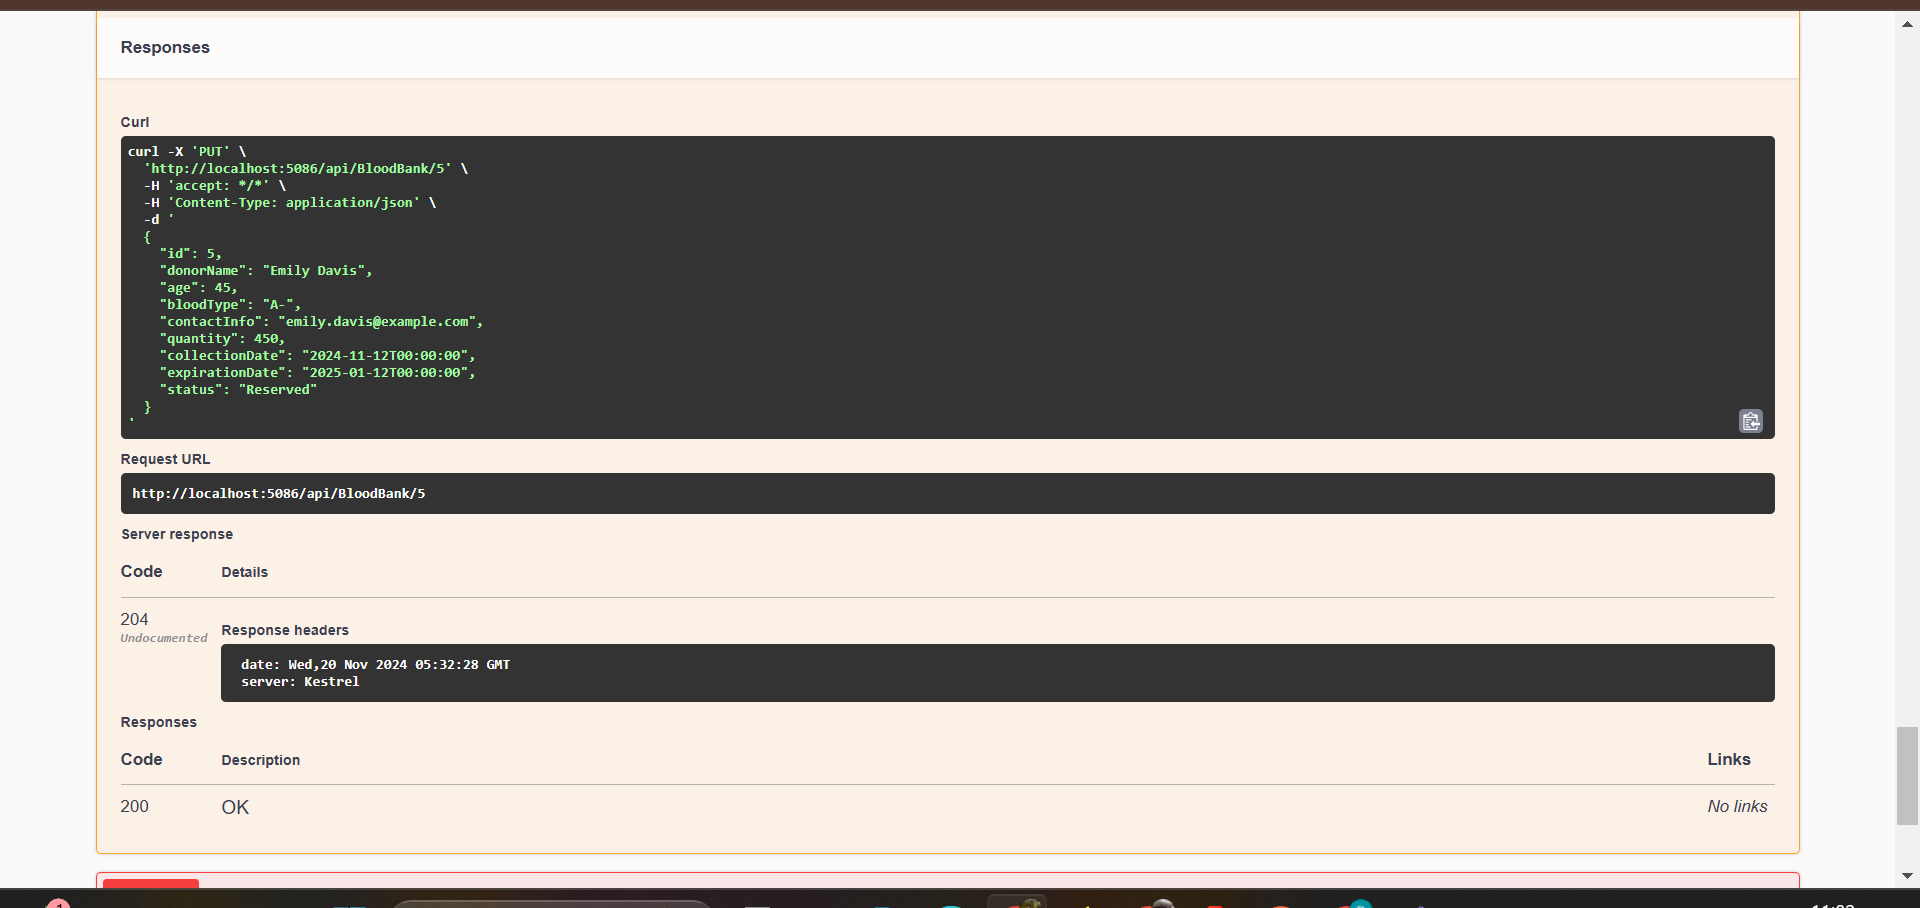 Responses
Curl
curl -X 'PUT' \
  'http://localhost:5086/api/BloodBank/5' \
  -H 'accept: */*' \
  -H 'Content-Type: application/json' \
  -d '
  {
    "id": 5,
    "donorName": "Emily Davis",
    "age": 45,
    "bloodType": "A-",
    "contactInfo": "emily.davis@example.com",
    "quantity": 450,
    "collectionDate": "2024-11-12T00:00:00",
    "expirationDate": "2025-01-12T00:00:00",
    "status": "Reserved"
  }
'
Request URL
http://localhost:5086/api/BloodBank/5
Server response
Code Details
204
Undocumented
Response headers
date: Wed,20 Nov 2024 05:32:28 GMT
server: Kestrel
Responses
Code Description Links
200 OK No links